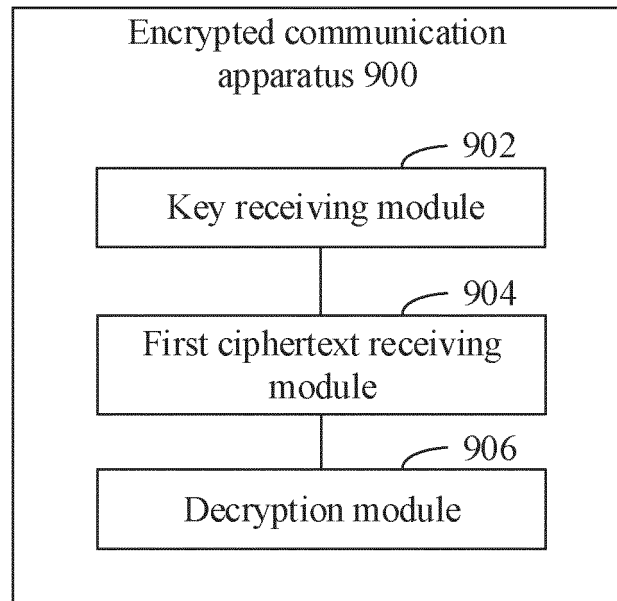 Encrypted communication
apparatus 900
902
Key receiving module
904
First ciphertext receiving
module
906
Decryption module